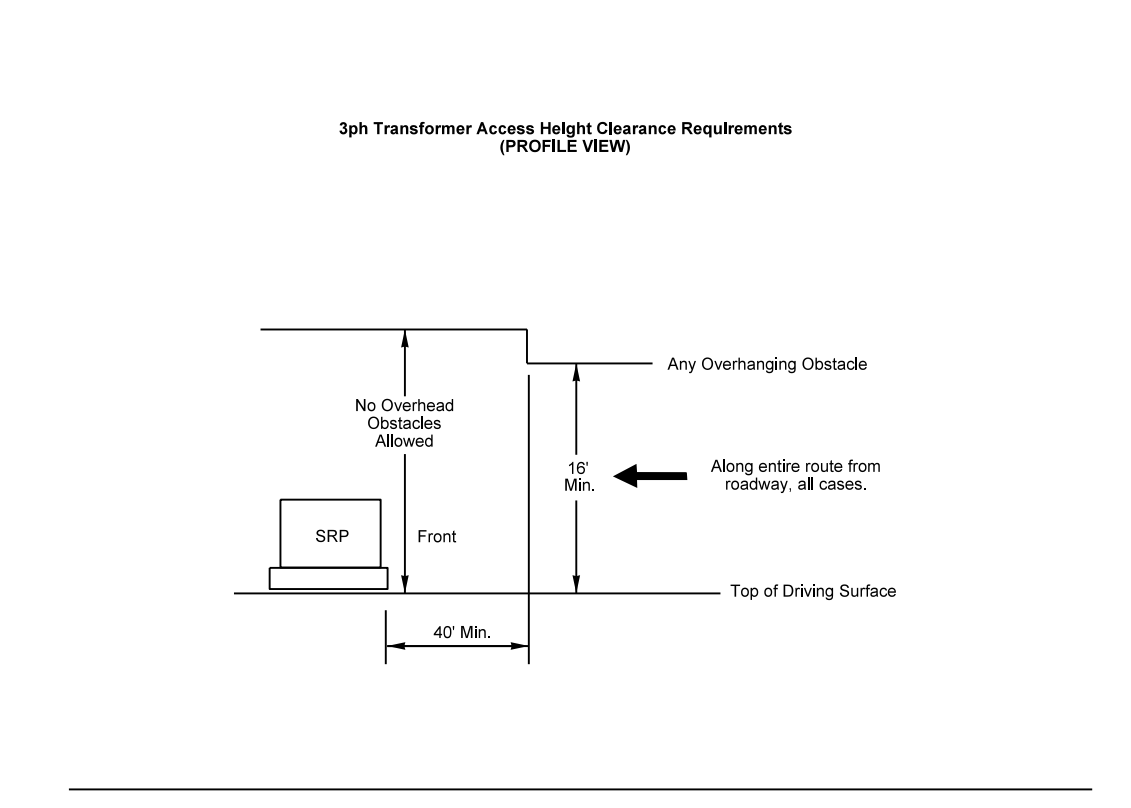 3ph Transformer Access Height Clearance Requirements
(PROFILE VIEW)
Any Overhanging Obstacle
No Overhead
Obstacles
Allowed
16'
Min.
Along entire route from
roadway, all cases.
SRP
Front
Top of Driving Surface
40' Min.